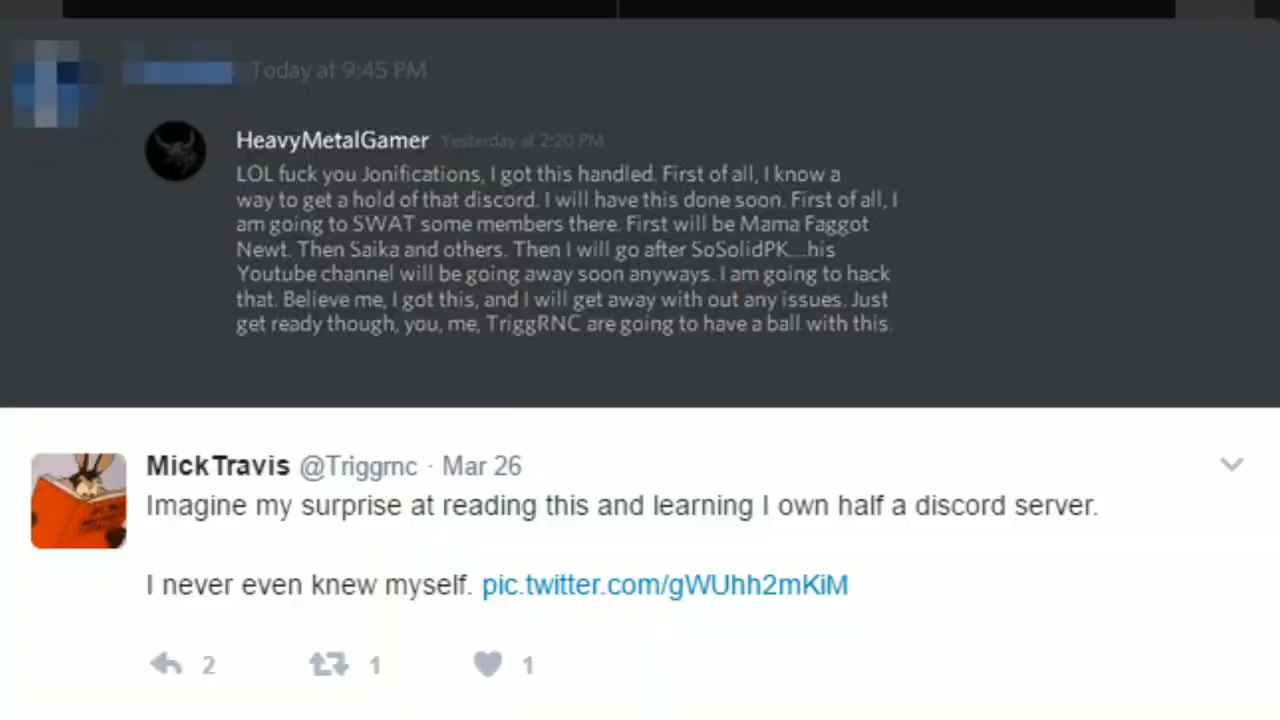 Today at 9:45 PM
HeavyMetalGamer Yesterday at 2:20 PM
LOL fuck you Jonifications, I got this handled. First of all, I know a
way to get a hold of that discord. I will have this done soon. First of all, I
am going to SWAT some members there. First will be Mama Faggot
Newt. Then Saika and others. Then I will go after SoSolidPK....his
Youtube channel will be going away soon anyways. I am going to hack
that. Believe me, I got this, and I will get away with out any issues. Just
get ready though, you, me, TriggRNC are going to have a ball with this.
MickTravis @Triggrnc · Mar 26
Imagine my surprise at reading this and learning I own half a discord server.
I never even knew myself. pic.twitter.com/gWUhh2mKiM
2 1 1